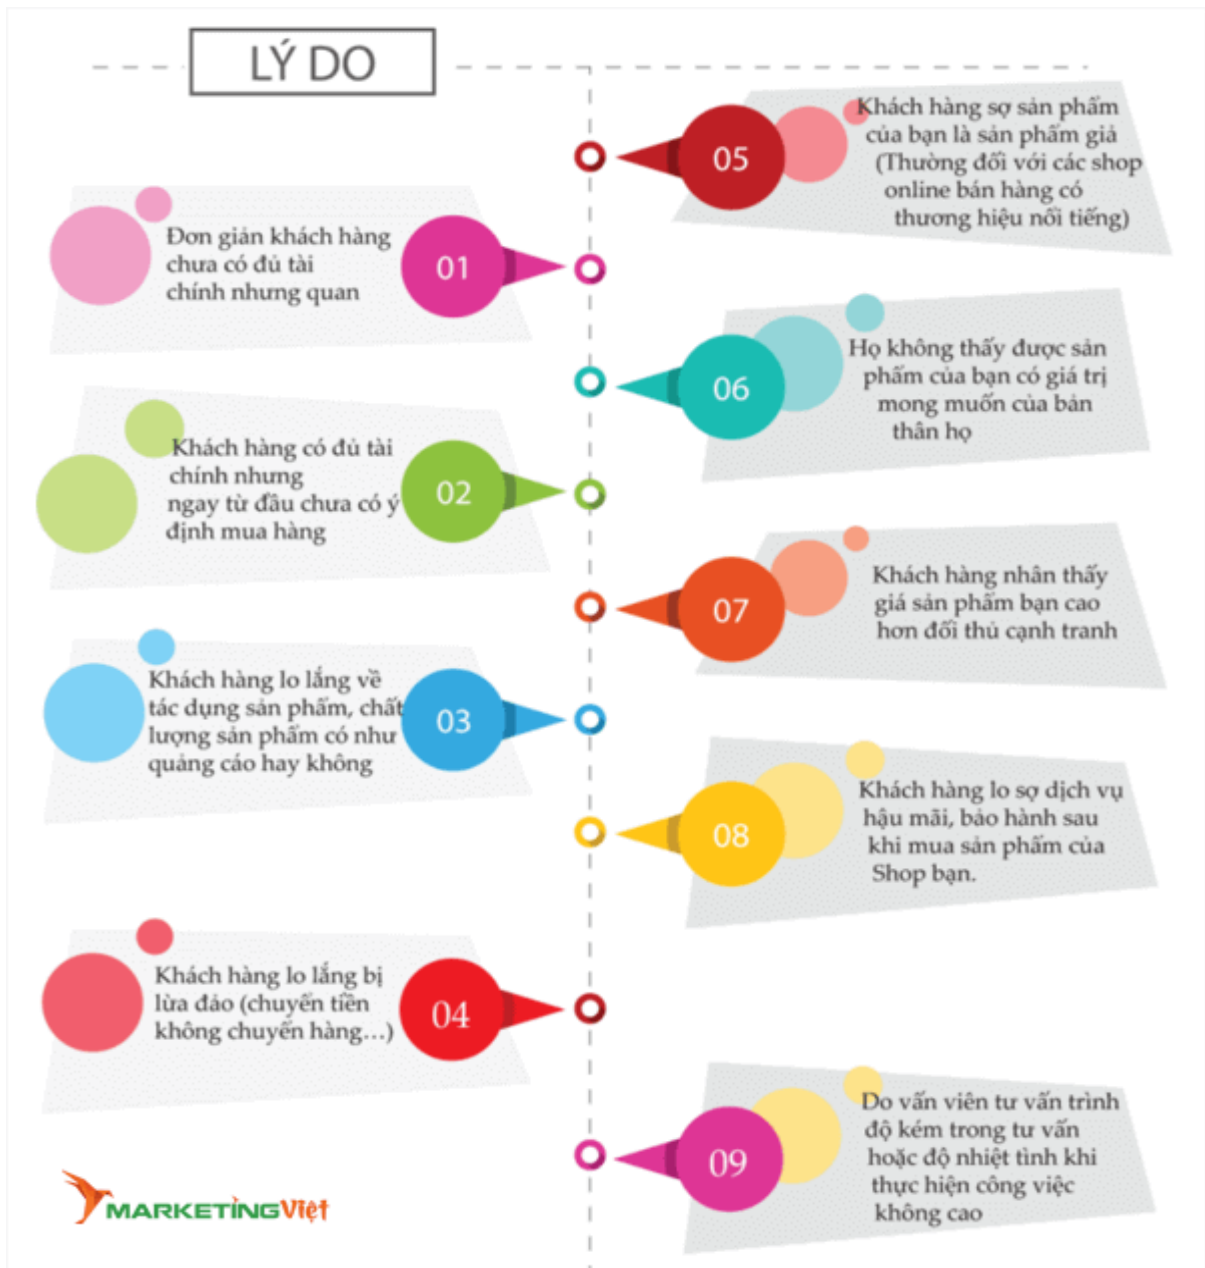 LÝ DO
01
Đơn giản khách hàng
chưa có đủ tài
chính nhưng quan
02
Khách hàng có đủ tài
chính nhưng
ngay từ đầu chưa có ý
định mua hàng
03
Khách hàng lo lắng về
tác dụng sản phẩm, chất
lượng sản phẩm có như
quảng cáo hay không
04
Khách hàng lo lắng bị
lừa đảo (chuyển tiền
không chuyển hàng...)
05
Khách hàng sợ sản phẩm
của bạn là sản phẩm giả
(Thường đối với các shop
online bán hàng có
thương hiệu nổi tiếng)
06
Họ không thấy được sản
phẩm của bạn có giá trị
mong muốn của bản
thân họ
07
Khách hàng nhân thấy
giá sản phẩm bạn cao
hơn đối thủ cạnh tranh
08
Khách hàng lo sợ dịch vụ
hậu mãi, bảo hành sau
khi mua sản phẩm của
Shop bạn.
09
Do vấn viên tư vấn trình
độ kém trong tư vấn
hoặc độ nhiệt tình khi
thực hiện công việc
không cao
MARKETINGViệt